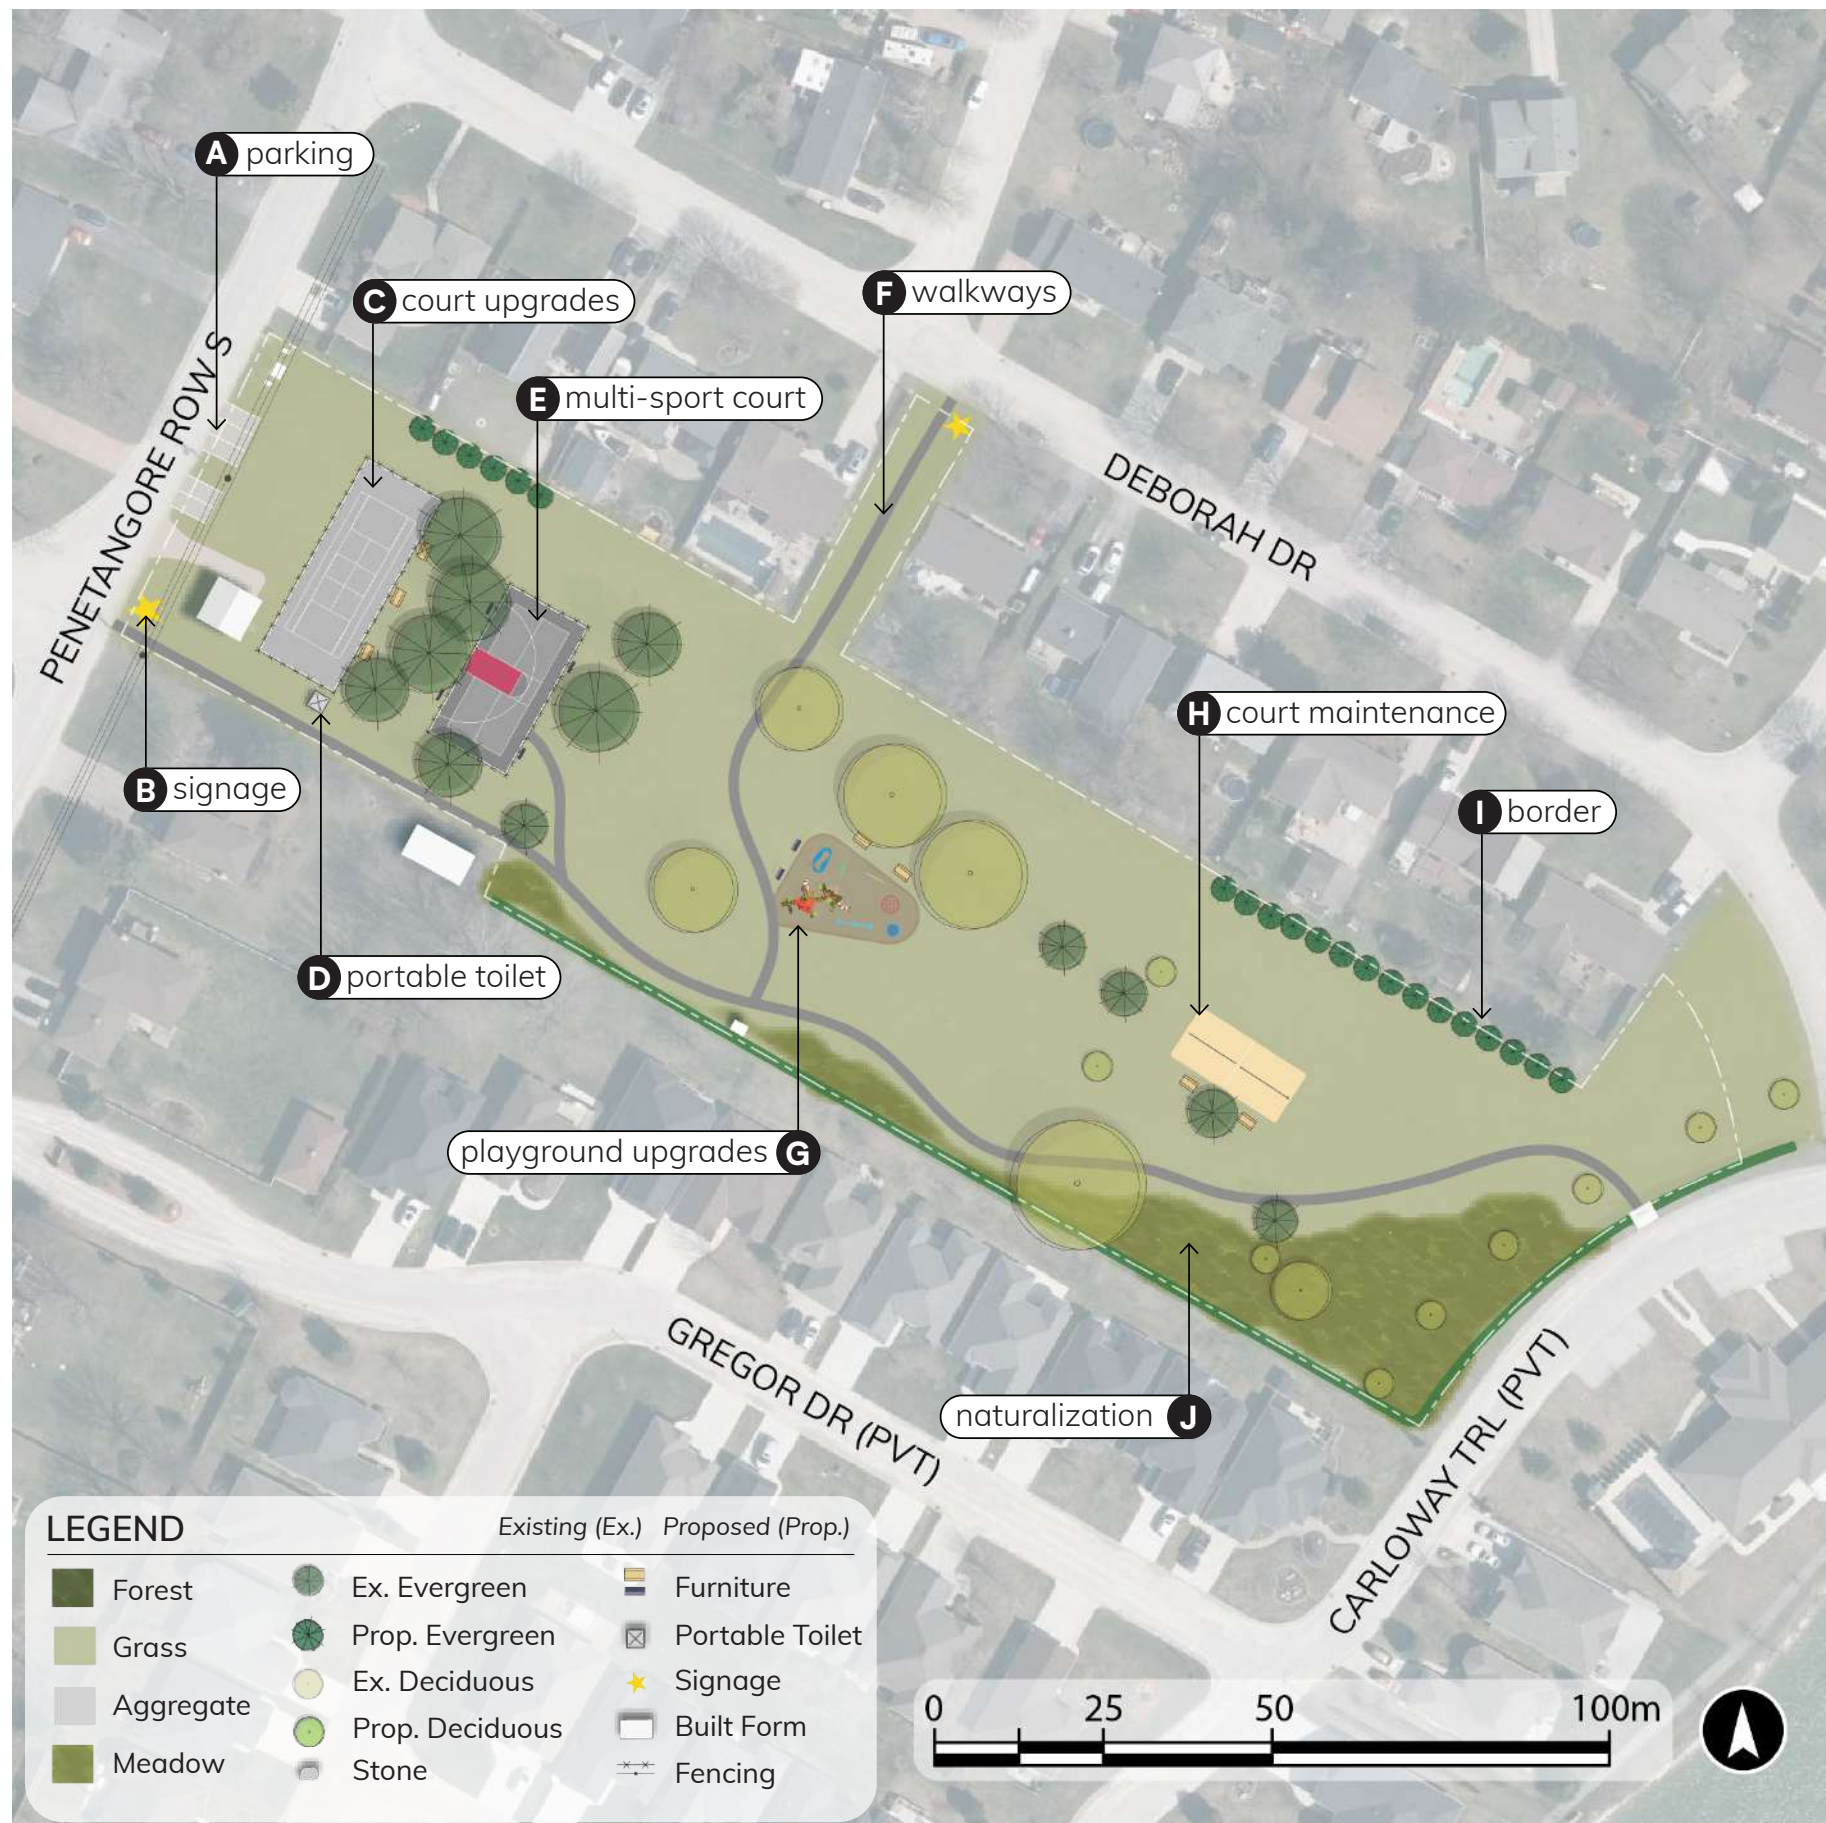 A parking
C court upgrades
F walkways
E multi-sport court
PENETANGORE ROW S
DEBORAH DR
H court maintenance
B signage
I border
D portable toilet
playground upgrades G
GREGOR DR (PVT)
naturalization J
CARLOWAY TRL (PVT)
LEGEND
Existing (Ex.) Proposed (Prop.)
Forest
Grass
Aggregate
Meadow
Ex. Evergreen
Prop. Evergreen
Ex. Deciduous
Prop. Deciduous
Stone
Furniture
Portable Toilet
Signage
Built Form
Fencing
0 25 50 100m